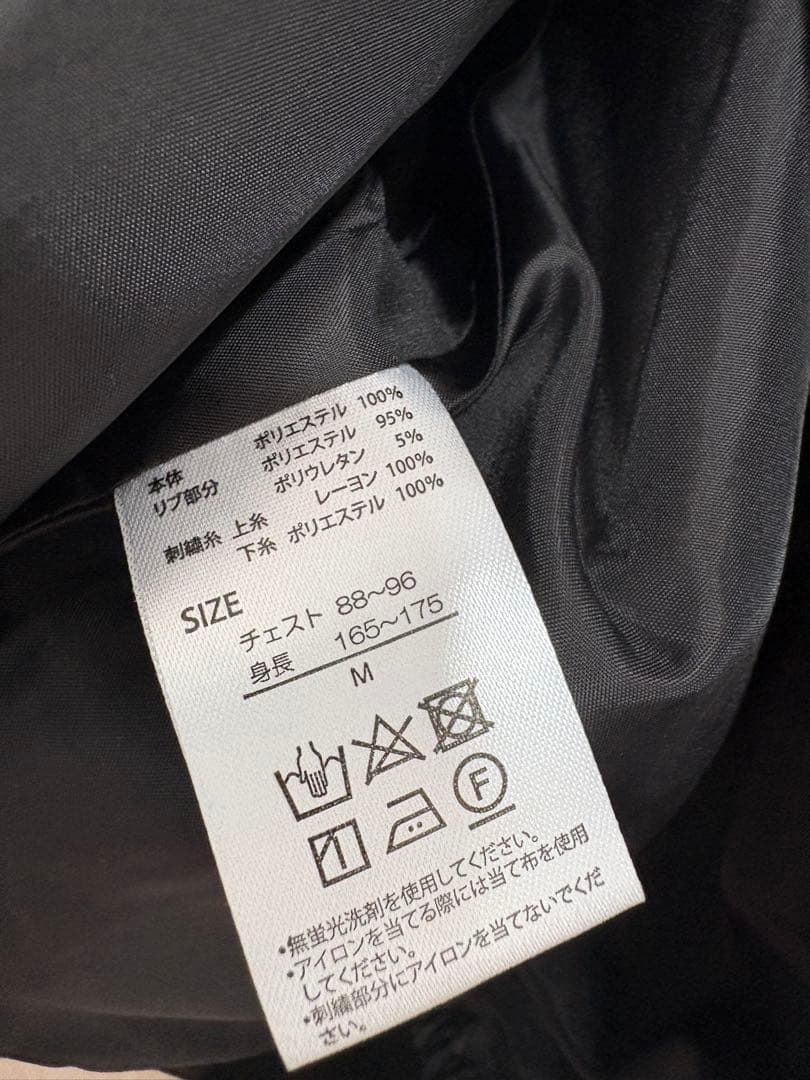 本体 ポリエステル 100%
リブ部分 ポリエステル 95%
ポリウレタン 5%
刺繍糸 上糸 レーヨン 100%
下糸 ポリエステル 100%
SIZE
チェスト 88～96
身長 165～175
M
F
•無蛍光洗剤を使用してください。
•アイロンを当てる際には当て布を使用
してください。
•刺繍部分にアイロンを当てないでくだ
さい。